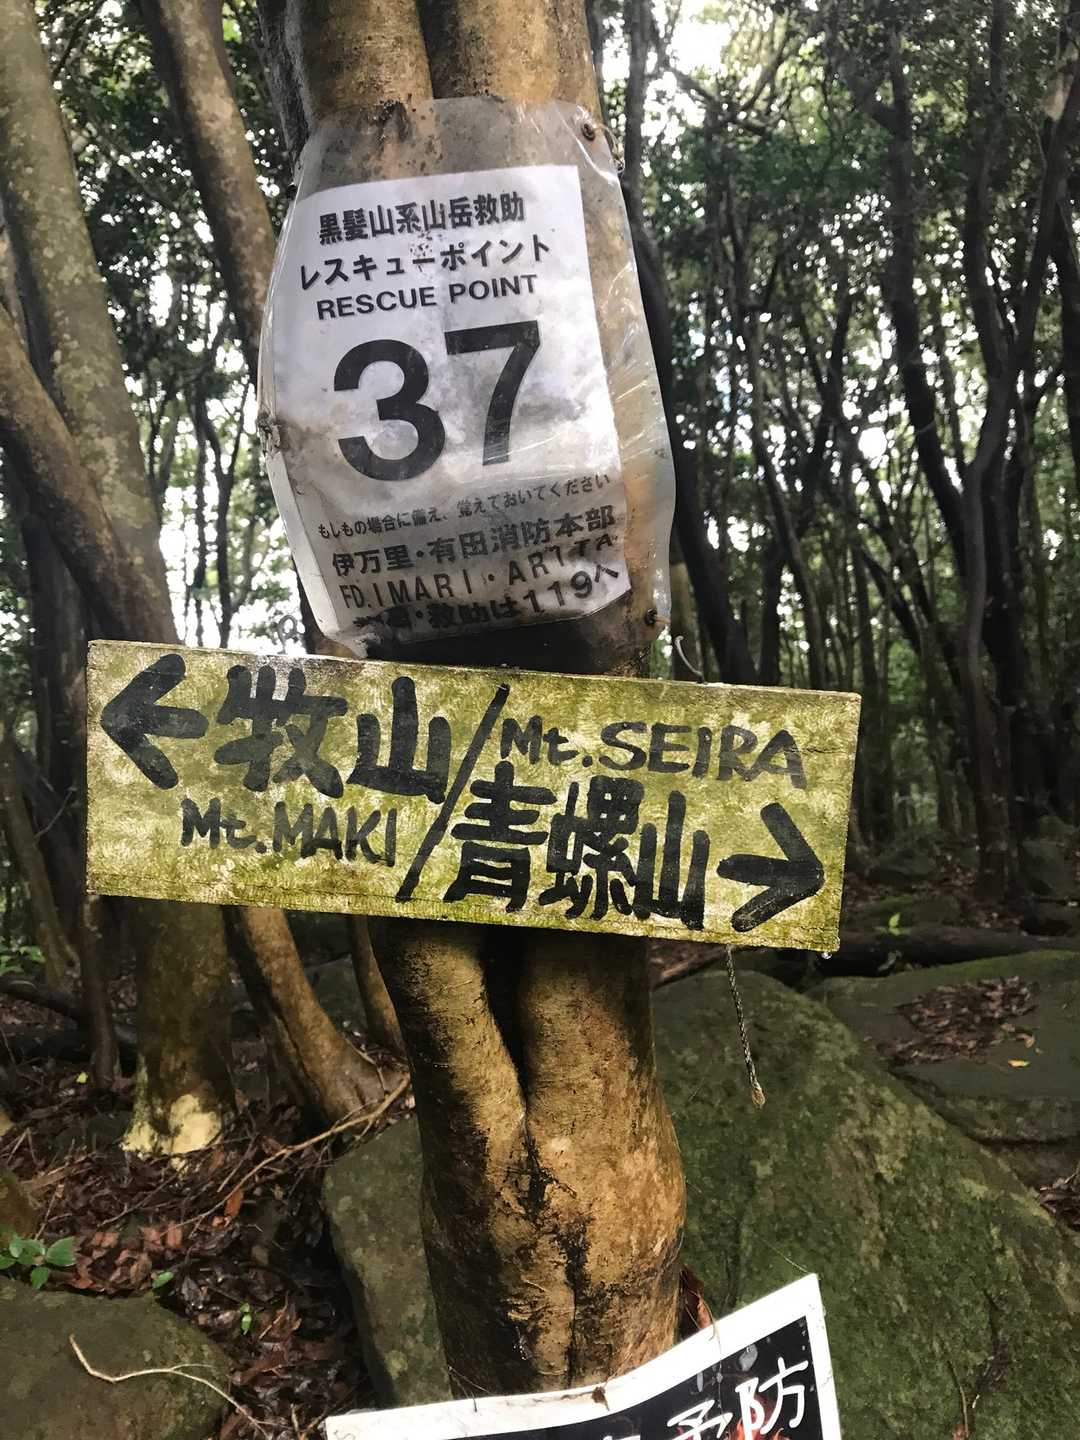 黒髪山系山岳救助
レスキューポイント
RESCUE POINT
37
もしもの場合に備え、覚えておいてください
伊万里・有田消防本部
FD.IMARI・ARITA
救助は119へ
←牧山/Mt.SEIRA
Mt.MAKI/青螺山→
予防